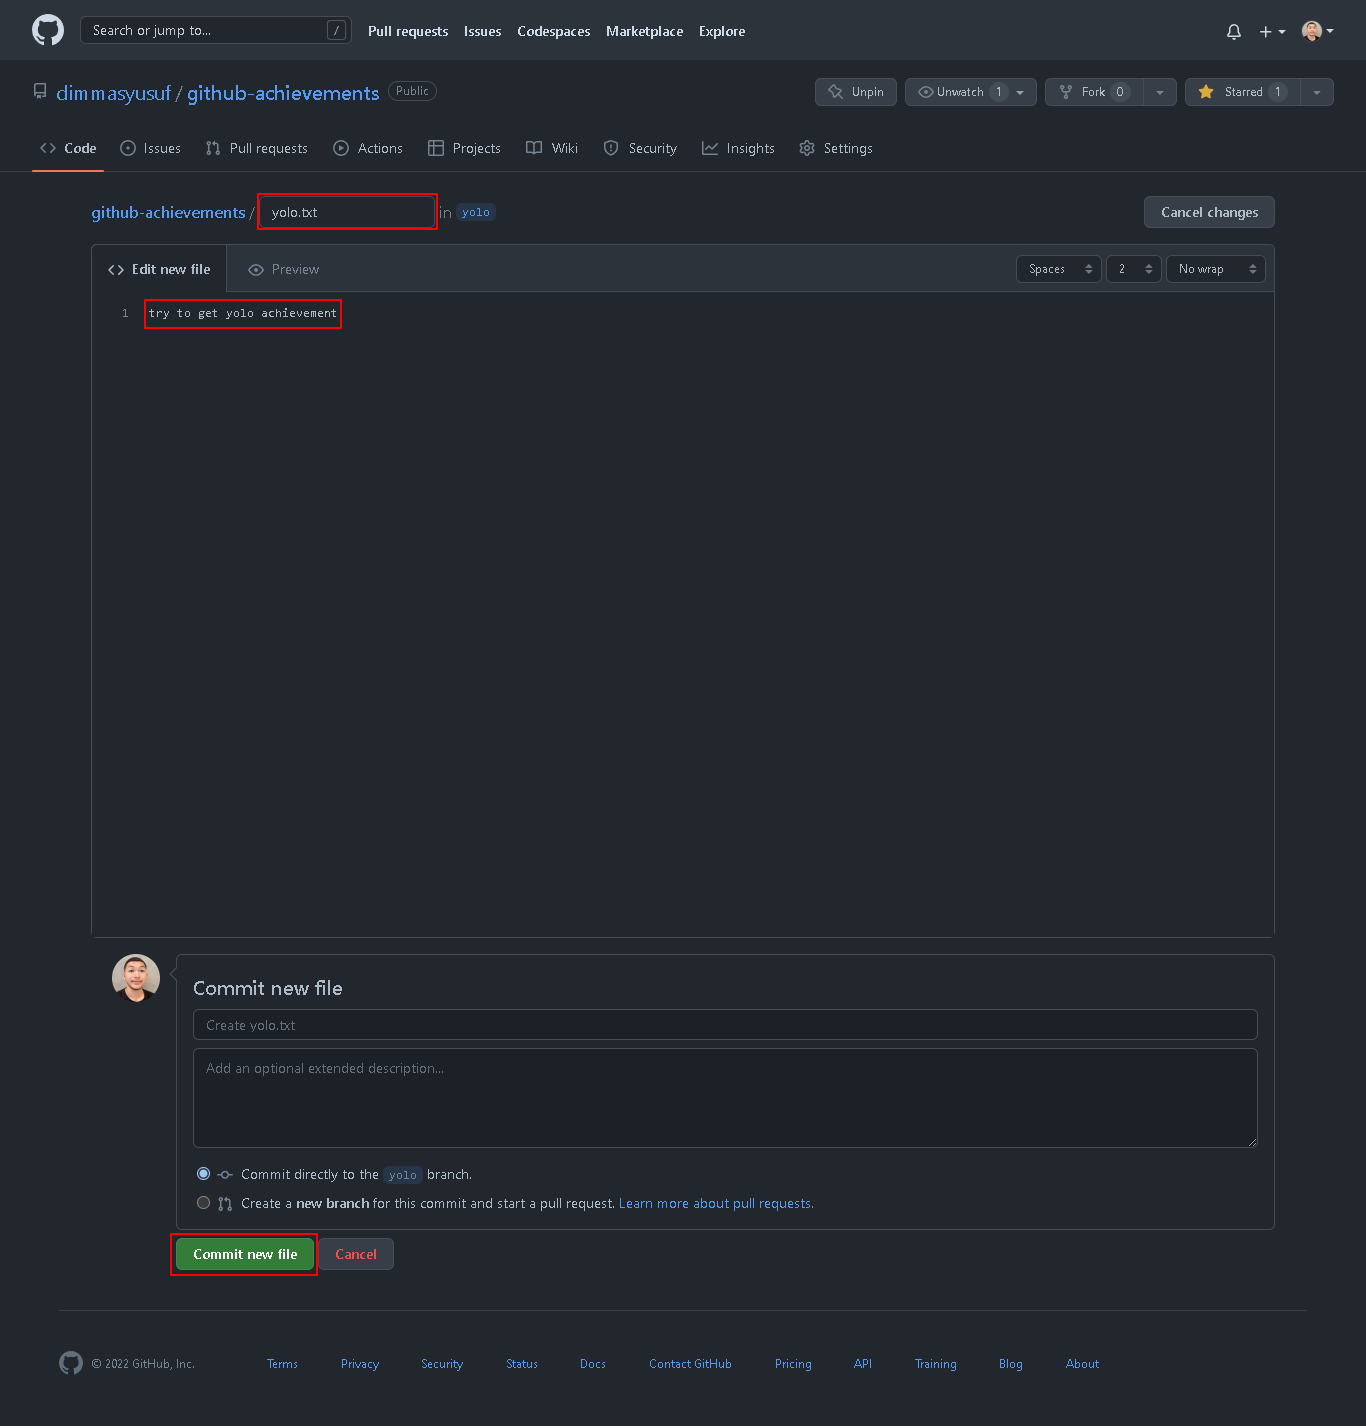 Search or jump to... / Pull requests Issues Codespaces Marketplace Explore
dimmasyusuf / github-achievements Public Unpin Unwatch 1 Fork 0 Starred 1
Code Issues Pull requests Actions Projects Wiki Security Insights Settings
github-achievements / yolo.txt in yolo Cancel changes
Edit new file Preview Spaces 2 No wrap
1 try to get yolo achievement
Commit new file
Create yolo.txt
Add an optional extended description...
Commit directly to the yolo branch.
Create a new branch for this commit and start a pull request. Learn more about pull requests.
Commit new file Cancel
© 2022 GitHub, Inc. Terms Privacy Security Status Docs Contact GitHub Pricing API Training Blog About